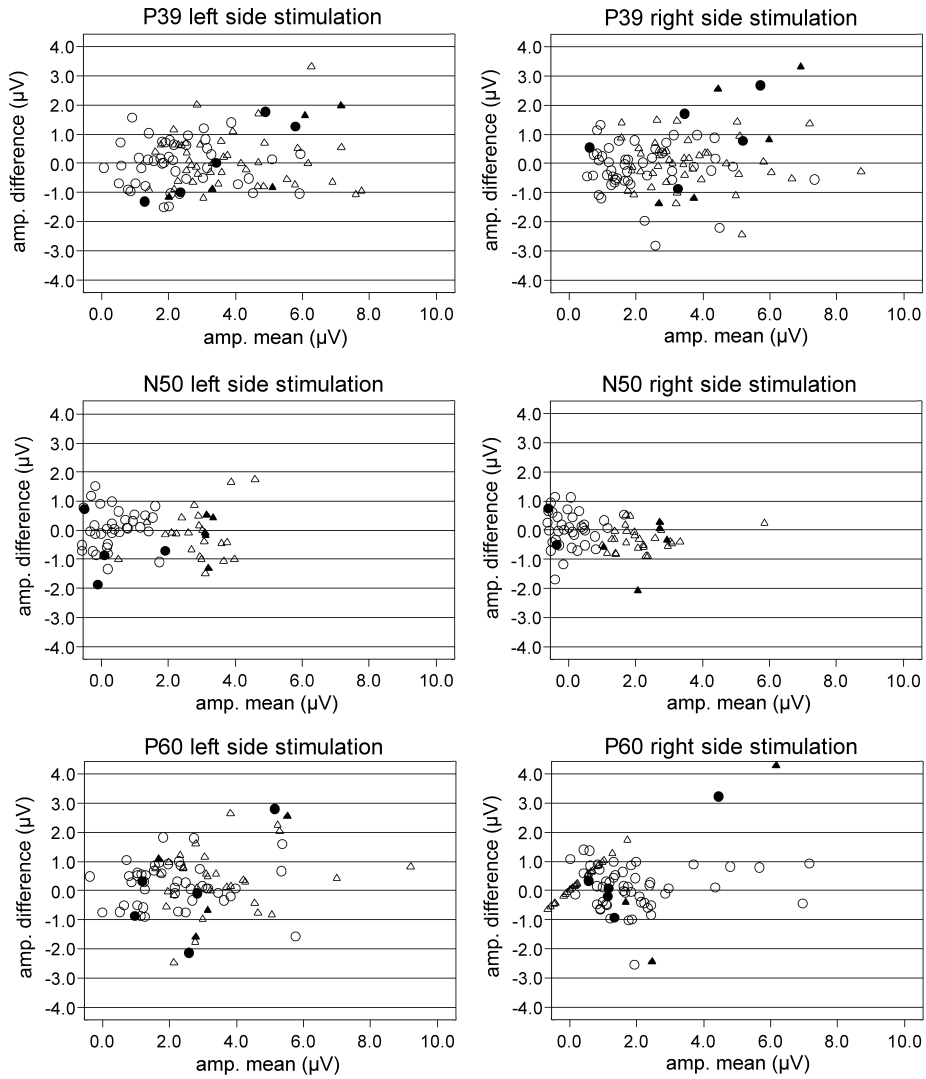 P39 left side stimulation
amp. difference (µV)
4.0
3.0
2.0
1.0
0.0
-1.0
-2.0
-3.0
-4.0
0.0 2.0 4.0 6.0 8.0 10.0
amp. mean (µV)
P39 right side stimulation
amp. difference (µV)
4.0
3.0
2.0
1.0
0.0
-1.0
-2.0
-3.0
-4.0
0.0 2.0 4.0 6.0 8.0 10.0
amp. mean (µV)
N50 left side stimulation
amp. difference (µV)
4.0
3.0
2.0
1.0
0.0
-1.0
-2.0
-3.0
-4.0
0.0 2.0 4.0 6.0 8.0 10.0
amp. mean (µV)
N50 right side stimulation
amp. difference (µV)
4.0
3.0
2.0
1.0
0.0
-1.0
-2.0
-3.0
-4.0
0.0 2.0 4.0 6.0 8.0 10.0
amp. mean (µV)
P60 left side stimulation
amp. difference (µV)
4.0
3.0
2.0
1.0
0.0
-1.0
-2.0
-3.0
-4.0
0.0 2.0 4.0 6.0 8.0 10.0
amp. mean (µV)
P60 right side stimulation
amp. difference (µV)
4.0
3.0
2.0
1.0
0.0
-1.0
-2.0
-3.0
-4.0
0.0 2.0 4.0 6.0 8.0 10.0
amp. mean (µV)